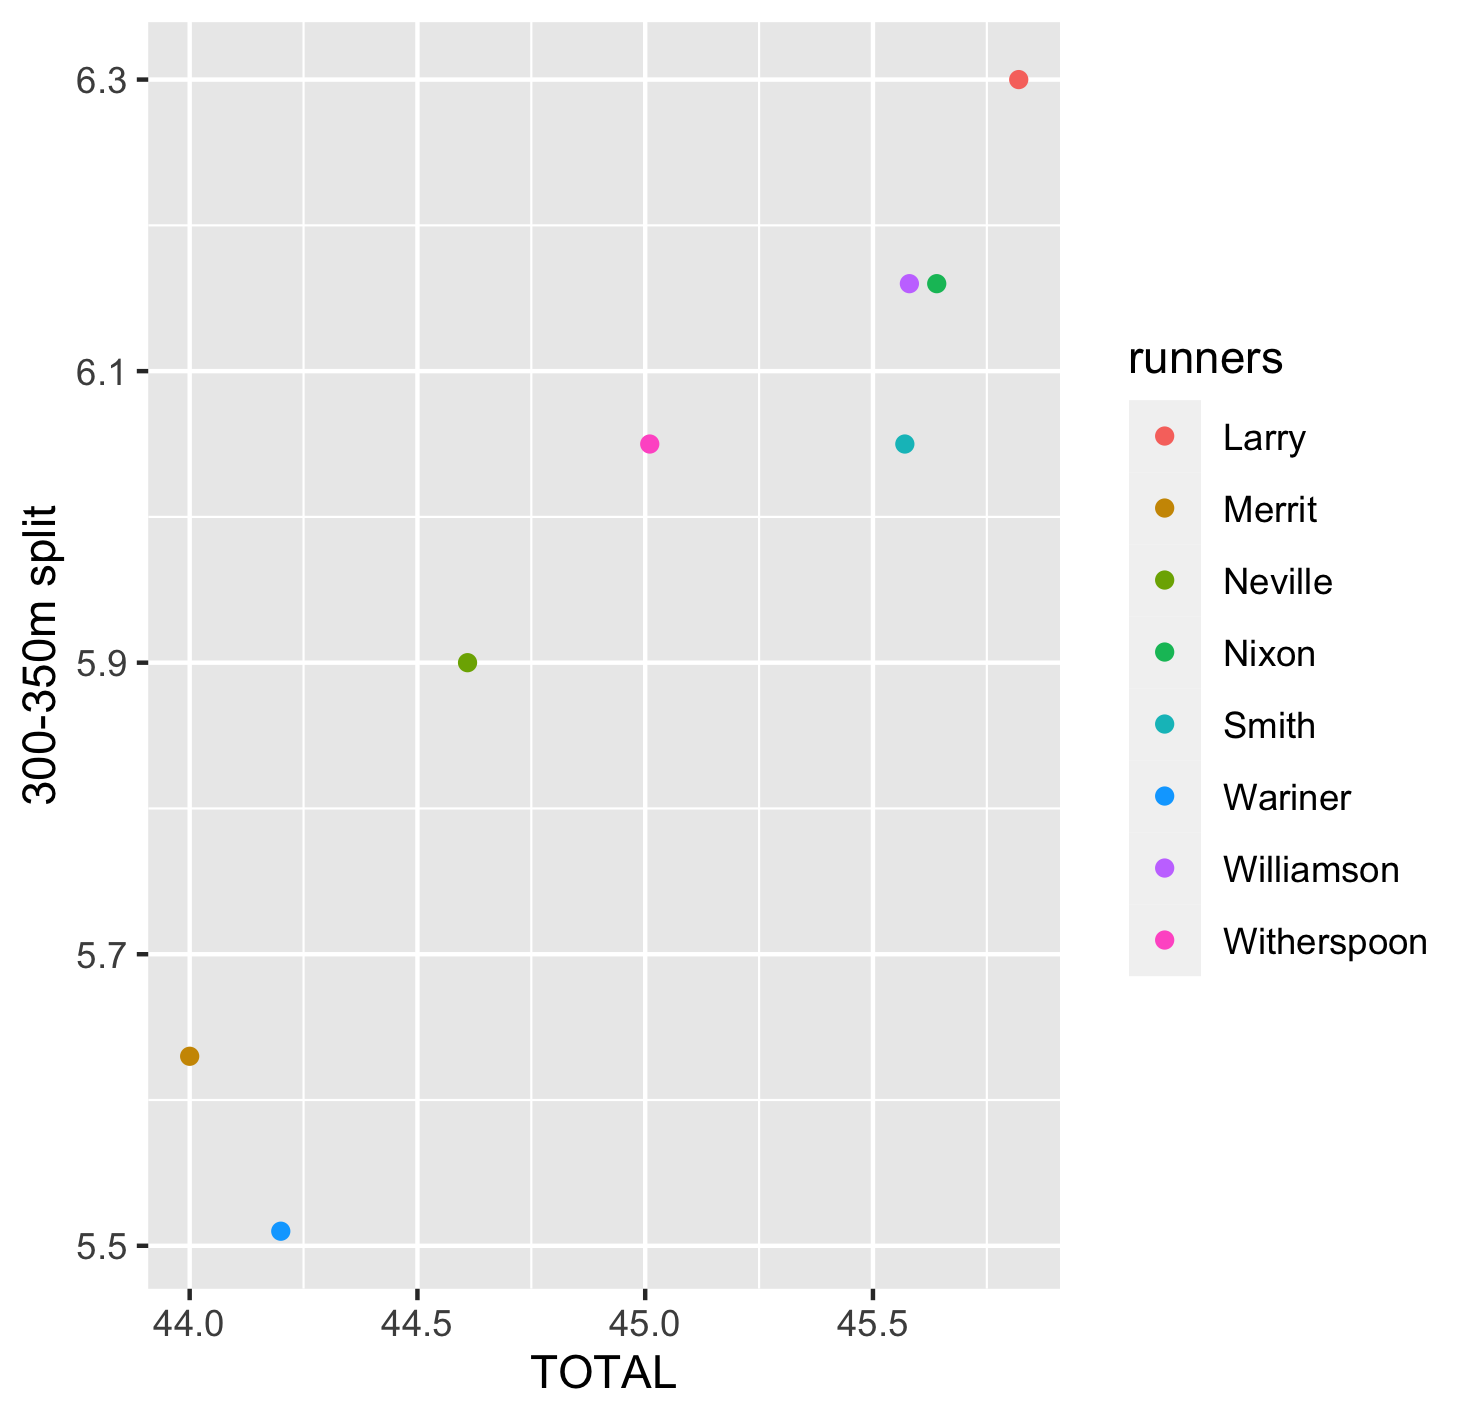 6.3
6.1
5.9
5.7
5.5
300-350m split
44.0
44.5
45.0
45.5
TOTAL
runners
Larry
Merrit
Neville
Nixon
Smith
Wariner
Williamson
Witherspoon